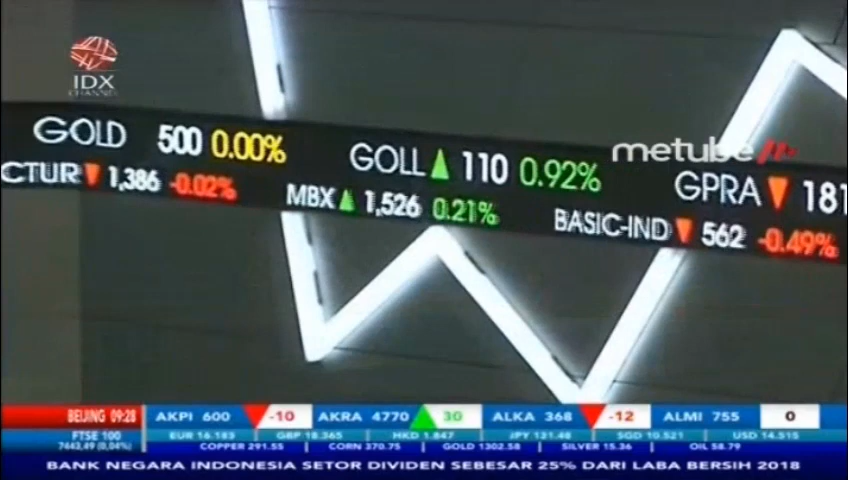 IDX
CHANNEL
GOLD 500 0.00% GOLL ▲ 110 0.92% GPRA ▼ 181
CTUR ▼ 1,386 -0.02% MBX ▲ 1,526 0.21% BASIC-IND ▼ 562 -0.49%
metube
BEIJING 09:28 AKPI 600 ▼ -10 AKRA 4770 ▲ 30 ALKA 368 ▼ -12 ALMI 755 0
FTSE 100 EUR 16.183 GBP 18.365 HKD 1.847 JPY 131.48 SGD 10.521 USD 14.515
7443,49 (0,04%) COPPER 291.55 CORN 370.75 GOLD 1302.58 SILVER 15.36 OIL 58.79
BANK NEGARA INDONESIA SETOR DIVIDEN SEBESAR 25% DARI LABA BERSIH 2018